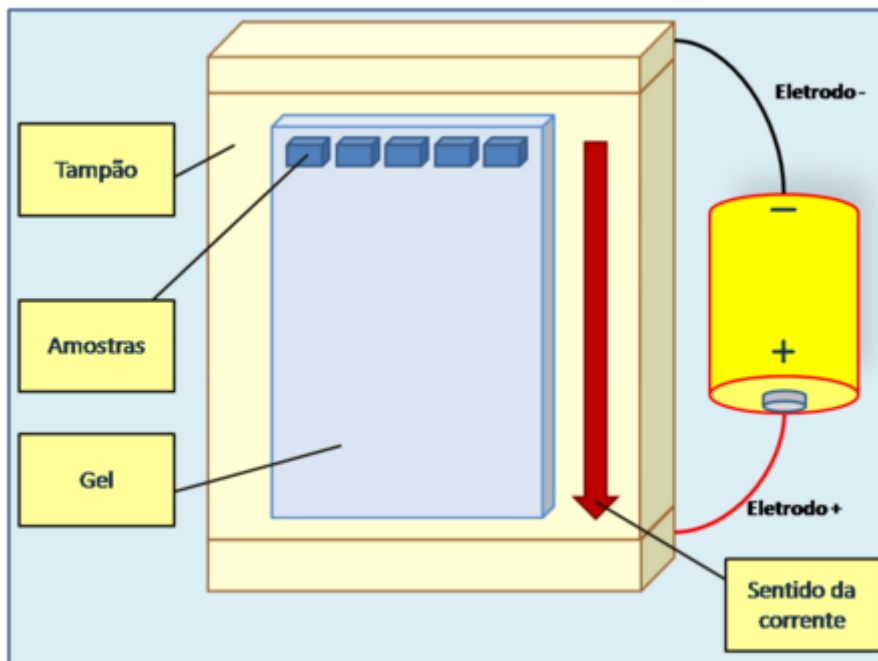 Eletrodo-
Tampão
–
Amostras
+
Gel
Eletrodo+
Sentido da
corrente